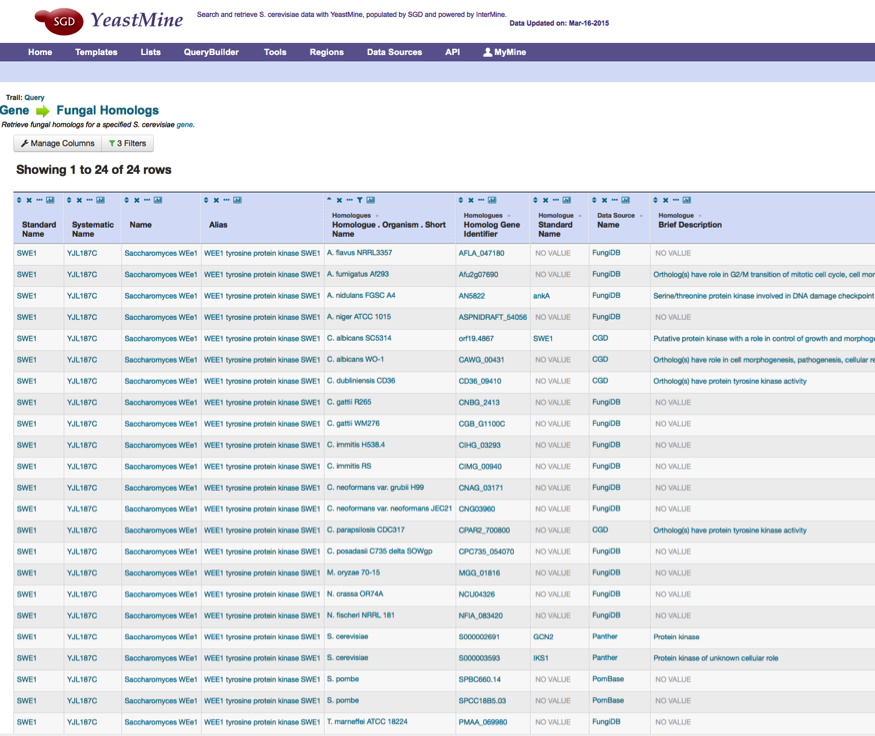 SGD YeastMine Search and retrieve S. cerevisiae data with YeastMine, populated by SGD and powered by InterMine. Data Updated on: Mar-16-2015
Home Templates Lists QueryBuilder Tools Regions Data Sources API MyMine
Trail: Query
Gene Fungal Homologs
Retrieve fungal homologs for a specified S. cerevisiae gene.
Manage Columns 3 Filters
Showing 1 to 24 of 24 rows
Standard Name Systematic Name Name Alias Homologues Homologue . Organism . Short Name Homologues Homolog Gene Identifier Homologue Standard Name Data Source Name Homologue Brief Description
SWE1 YJL187C Saccharomyces WEe1 WEE1 tyrosine protein kinase SWE1 A. flavus NRRL3357 AFLA_047180 NO VALUE FungiDB NO VALUE
SWE1 YJL187C Saccharomyces WEe1 WEE1 tyrosine protein kinase SWE1 A. fumigatus Af293 Afu2g07690 NO VALUE FungiDB Ortholog(s) have role in G2/M transition of mitotic cell cycle, cell mor
SWE1 YJL187C Saccharomyces WEe1 WEE1 tyrosine protein kinase SWE1 A. nidulans FGSC A4 AN5822 ankA FungiDB Serine/threonine protein kinase involved in DNA damage checkpoint
SWE1 YJL187C Saccharomyces WEe1 WEE1 tyrosine protein kinase SWE1 A. niger ATCC 1015 ASPNIDRAFT_54056 NO VALUE FungiDB NO VALUE
SWE1 YJL187C Saccharomyces WEe1 WEE1 tyrosine protein kinase SWE1 C. albicans SC5314 orf19.4867 SWE1 CGD Putative protein kinase with a role in control of growth and morphoge
SWE1 YJL187C Saccharomyces WEe1 WEE1 tyrosine protein kinase SWE1 C. albicans WO-1 CAWG_00431 NO VALUE CGD Ortholog(s) have role in cell morphogenesis, pathogenesis, cellular re
SWE1 YJL187C Saccharomyces WEe1 WEE1 tyrosine protein kinase SWE1 C. dubliniensis CD36 CD36_09410 NO VALUE CGD Ortholog(s) have protein tyrosine kinase activity
SWE1 YJL187C Saccharomyces WEe1 WEE1 tyrosine protein kinase SWE1 C. gattii R265 CNBG_2413 NO VALUE FungiDB NO VALUE
SWE1 YJL187C Saccharomyces WEe1 WEE1 tyrosine protein kinase SWE1 C. gattii WM276 CGB_G1100C NO VALUE FungiDB NO VALUE
SWE1 YJL187C Saccharomyces WEe1 WEE1 tyrosine protein kinase SWE1 C. immitis H538.4 CIHG_03293 NO VALUE FungiDB NO VALUE
SWE1 YJL187C Saccharomyces WEe1 WEE1 tyrosine protein kinase SWE1 C. immitis RS CIMG_00940 NO VALUE FungiDB NO VALUE
SWE1 YJL187C Saccharomyces WEe1 WEE1 tyrosine protein kinase SWE1 C. neoformans var. grubii H99 CNAG_03171 NO VALUE FungiDB NO VALUE
SWE1 YJL187C Saccharomyces WEe1 WEE1 tyrosine protein kinase SWE1 C. neoformans var. neoformans JEC21 CNG03960 NO VALUE FungiDB NO VALUE
SWE1 YJL187C Saccharomyces WEe1 WEE1 tyrosine protein kinase SWE1 C. parapsilosis CDC317 CPAR2_700800 NO VALUE CGD Ortholog(s) have protein tyrosine kinase activity
SWE1 YJL187C Saccharomyces WEe1 WEE1 tyrosine protein kinase SWE1 C. posadasii C735 delta SOWgp CPC735_054070 NO VALUE FungiDB NO VALUE
SWE1 YJL187C Saccharomyces WEe1 WEE1 tyrosine protein kinase SWE1 M. oryzae 70-15 MGG_01816 NO VALUE FungiDB NO VALUE
SWE1 YJL187C Saccharomyces WEe1 WEE1 tyrosine protein kinase SWE1 N. crassa OR74A NCU04326 NO VALUE FungiDB NO VALUE
SWE1 YJL187C Saccharomyces WEe1 WEE1 tyrosine protein kinase SWE1 N. fischeri NRRL 181 NFIA_083420 NO VALUE FungiDB NO VALUE
SWE1 YJL187C Saccharomyces WEe1 WEE1 tyrosine protein kinase SWE1 S. cerevisiae S000002691 GCN2 Panther Protein kinase
SWE1 YJL187C Saccharomyces WEe1 WEE1 tyrosine protein kinase SWE1 S. cerevisiae S000003593 IKS1 Panther Protein kinase of unknown cellular role
SWE1 YJL187C Saccharomyces WEe1 WEE1 tyrosine protein kinase SWE1 S. pombe SPBC660.14 NO VALUE PomBase NO VALUE
SWE1 YJL187C Saccharomyces WEe1 WEE1 tyrosine protein kinase SWE1 S. pombe SPCC18B5.03 NO VALUE PomBase NO VALUE
SWE1 YJL187C Saccharomyces WEe1 WEE1 tyrosine protein kinase SWE1 T. marneffei ATCC 18224 PMAA_069980 NO VALUE FungiDB NO VALUE